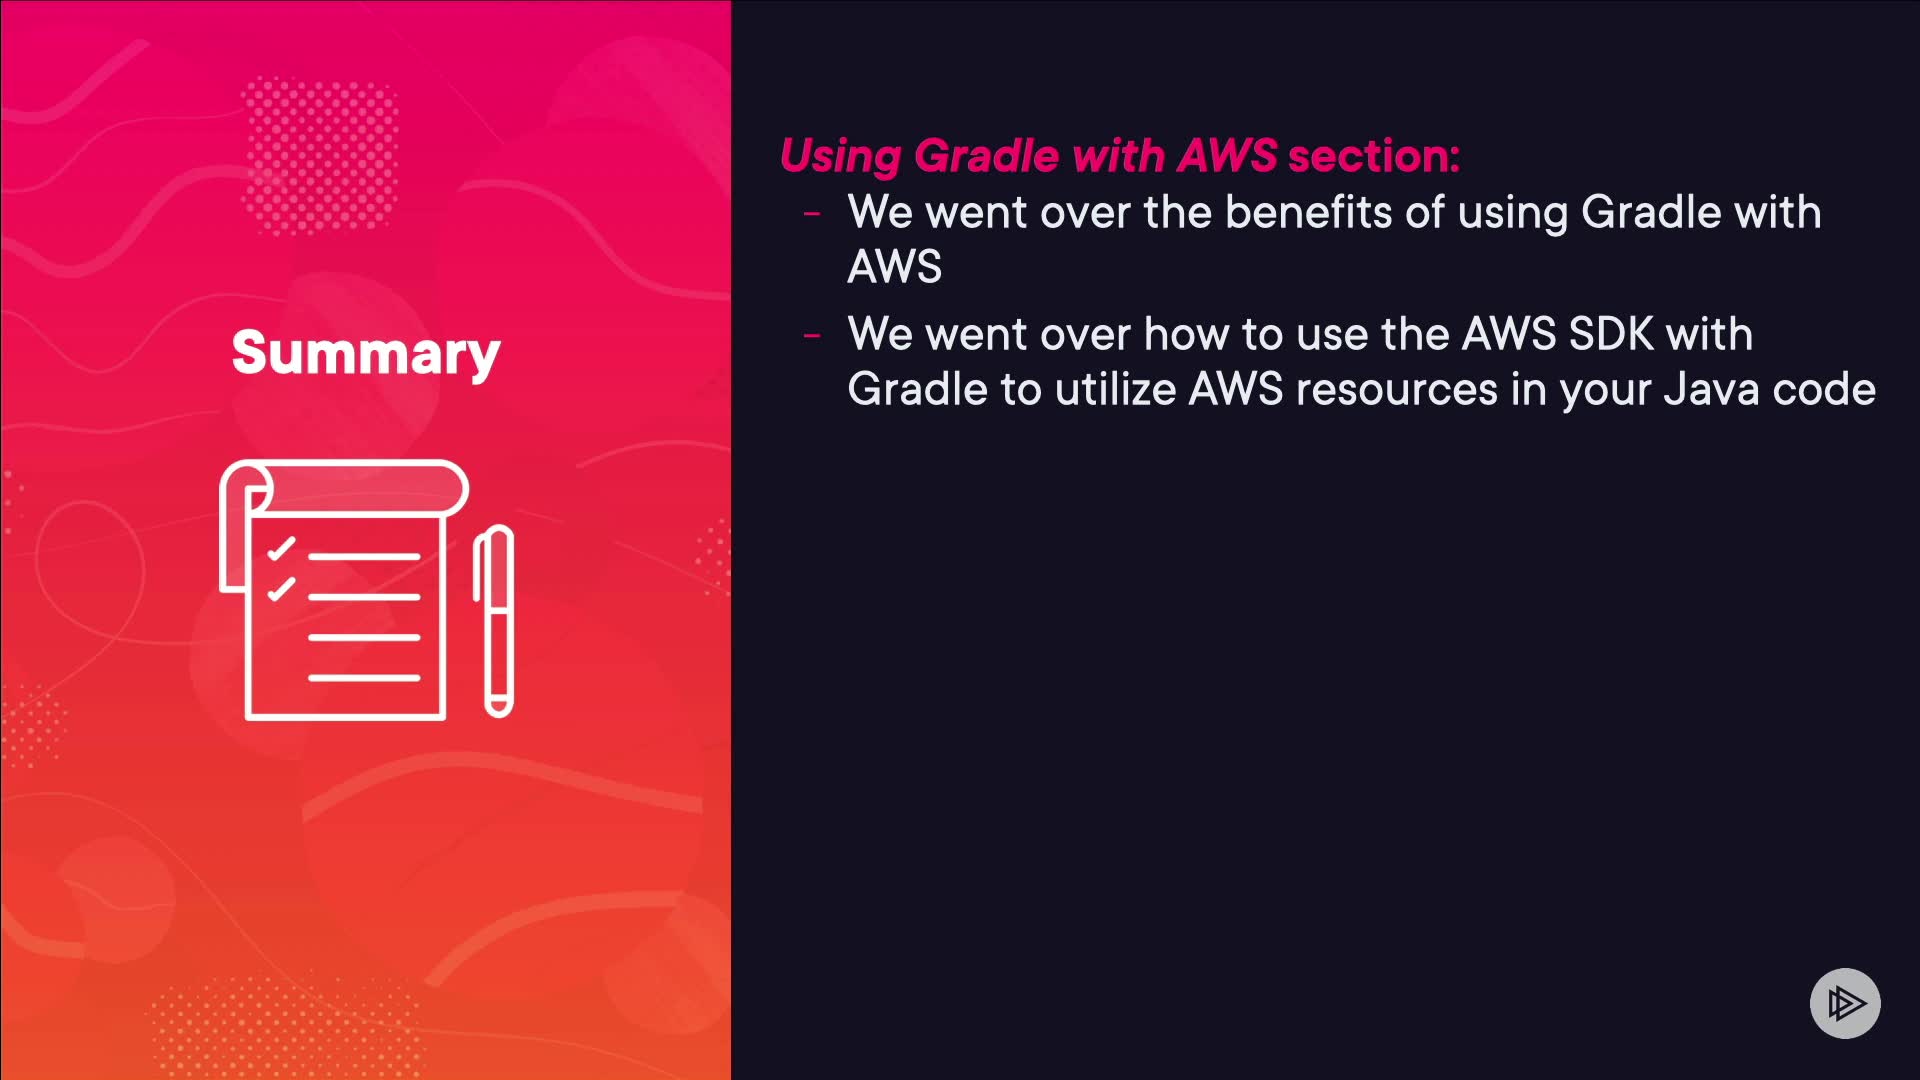 Summary
Using Gradle with AWS section:
- We went over the benefits of using Gradle with
AWS
- We went over how to use the AWS SDK with
Gradle to utilize AWS resources in your Java code